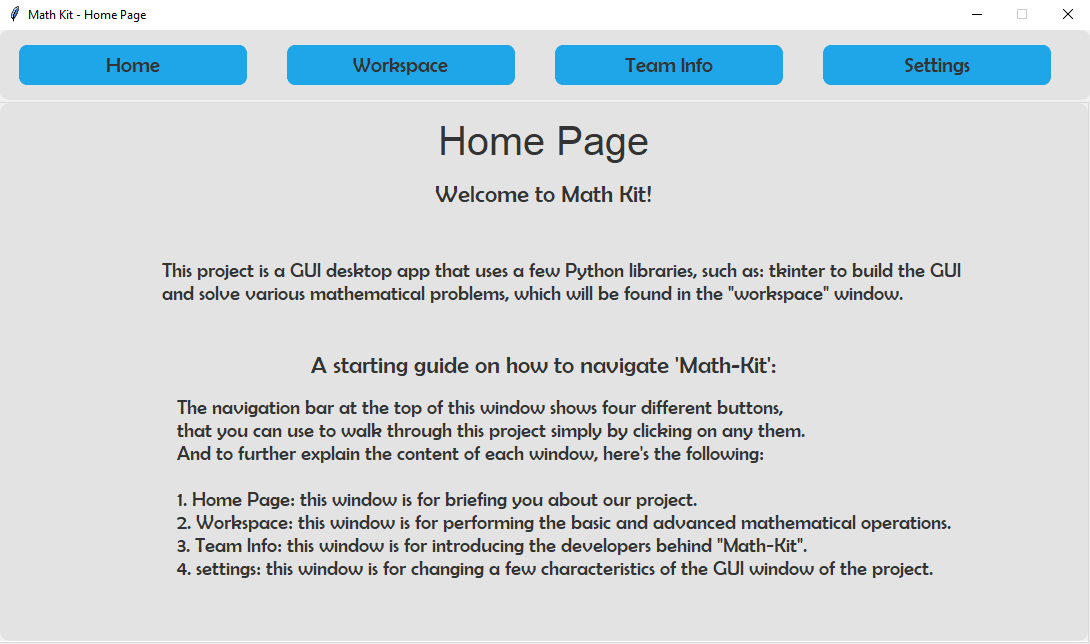 Math Kit - Home Page
Home
Workspace
Team Info
Settings
Home Page
Welcome to Math Kit!
This project is a GUI desktop app that uses a few Python libraries, such as: tkinter to build the GUI
and solve various mathematical problems, which will be found in the "workspace" window.
A starting guide on how to navigate 'Math-Kit':
The navigation bar at the top of this window shows four different buttons,
that you can use to walk through this project simply by clicking on any them.
And to further explain the content of each window, here's the following:
1. Home Page: this window is for briefing you about our project.
2. Workspace: this window is for performing the basic and advanced mathematical operations.
3. Team Info: this window is for introducing the developers behind "Math-Kit".
4. settings: this window is for changing a few characteristics of the GUI window of the project.